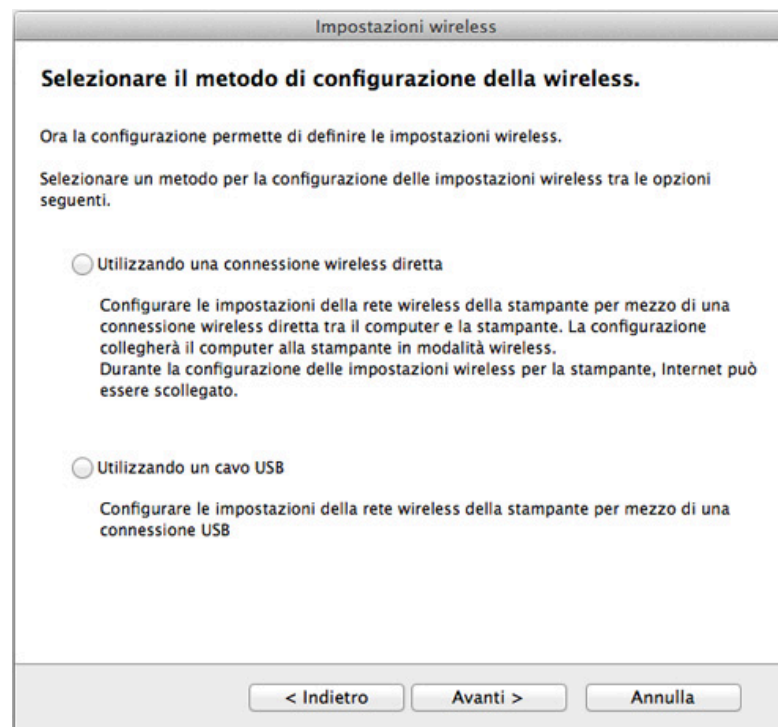 Impostazioni wireless
Selezionare il metodo di configurazione della wireless.
Ora la configurazione permette di definire le impostazioni wireless.
Selezionare un metodo per la configurazione delle impostazioni wireless tra le opzioni
seguenti.
Utilizzando una connessione wireless diretta
Configurare le impostazioni della rete wireless della stampante per mezzo di una
connessione wireless diretta tra il computer e la stampante. La configurazione
collegherà il computer alla stampante in modalità wireless.
Durante la configurazione delle impostazioni wireless per la stampante, Internet può
essere scollegato.
Utilizzando un cavo USB
Configurare le impostazioni della rete wireless della stampante per mezzo di una
connessione USB
< Indietro Avanti > Annulla